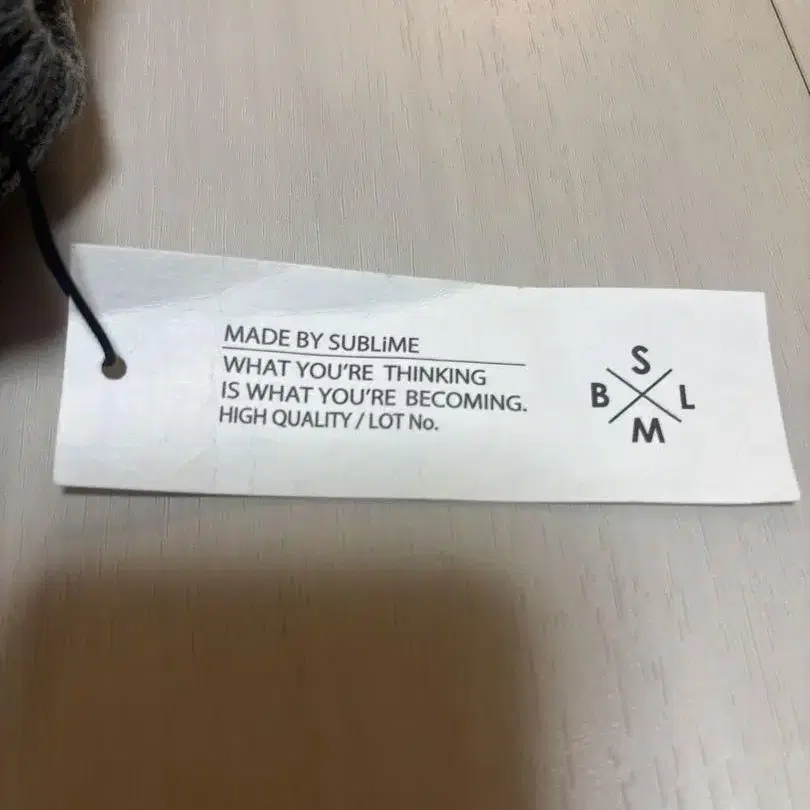 MADE BY SUBLiME
WHAT YOU'RE THINKING
IS WHAT YOU'RE BECOMING.
HIGH QUALITY / LOT No.
S
B L
M